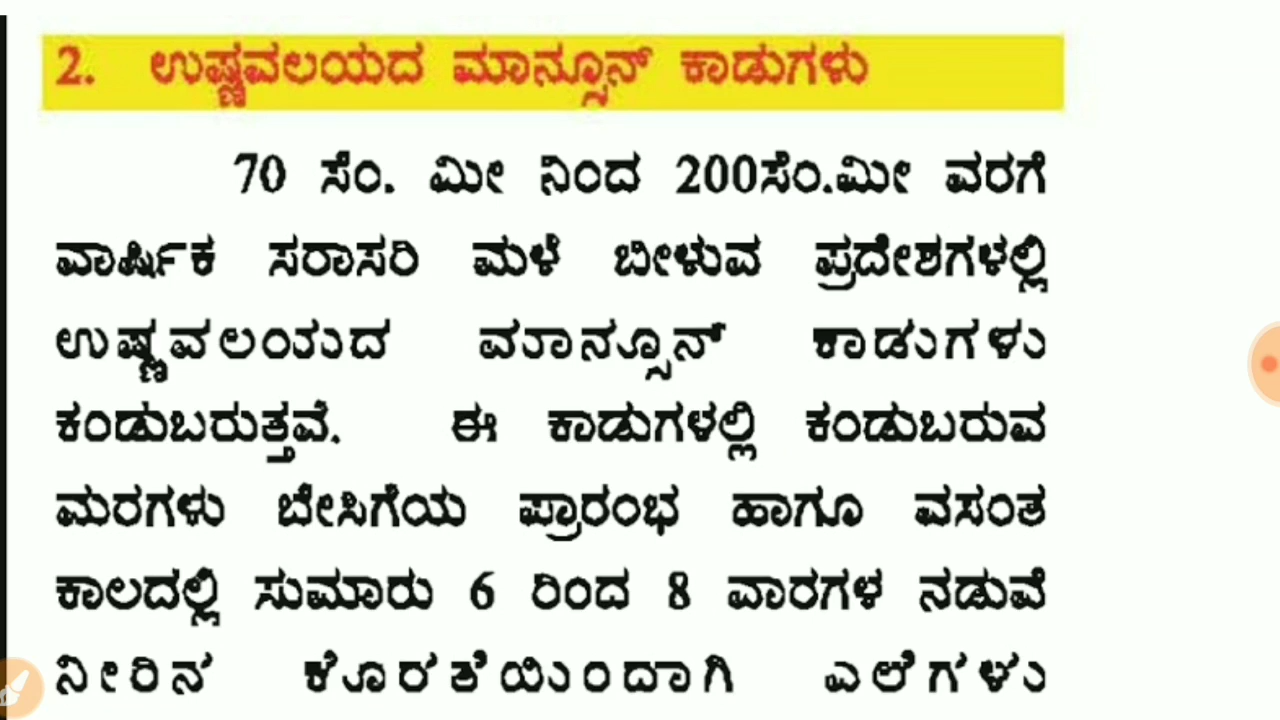 2. ಉಷ್ಣವಲಯದ ಮಾನ್ಸೂನ್ ಕಾಡುಗಳು
70 ಸೆಂ. ಮೀ ನಿಂದ 200ಸೆಂ.ಮೀ ವರಗೆ
ವಾರ್ಷಿಕ ಸರಾಸರಿ ಮಳೆ ಬೀಳುವ ಪ್ರದೇಶಗಳಲ್ಲಿ
ಉಷ್ಣವಲಯದ ಮಾನ್ಸೂನ್ ಕಾಡುಗಳು
ಕಂಡುಬರುತ್ತವೆ. ಈ ಕಾಡುಗಳಲ್ಲಿ ಕಂಡುಬರುವ
ಮರಗಳು ಬೇಸಿಗೆಯ ಪ್ರಾರಂಭ ಹಾಗೂ ವಸಂತ
ಕಾಲದಲ್ಲಿ ಸುಮಾರು 6 ರಿಂದ 8 ವಾರಗಳ ನಡುವೆ
ನೀರಿನ ಕೊರತೆಯಿಂದಾಗಿ ಎಲೆಗಳು